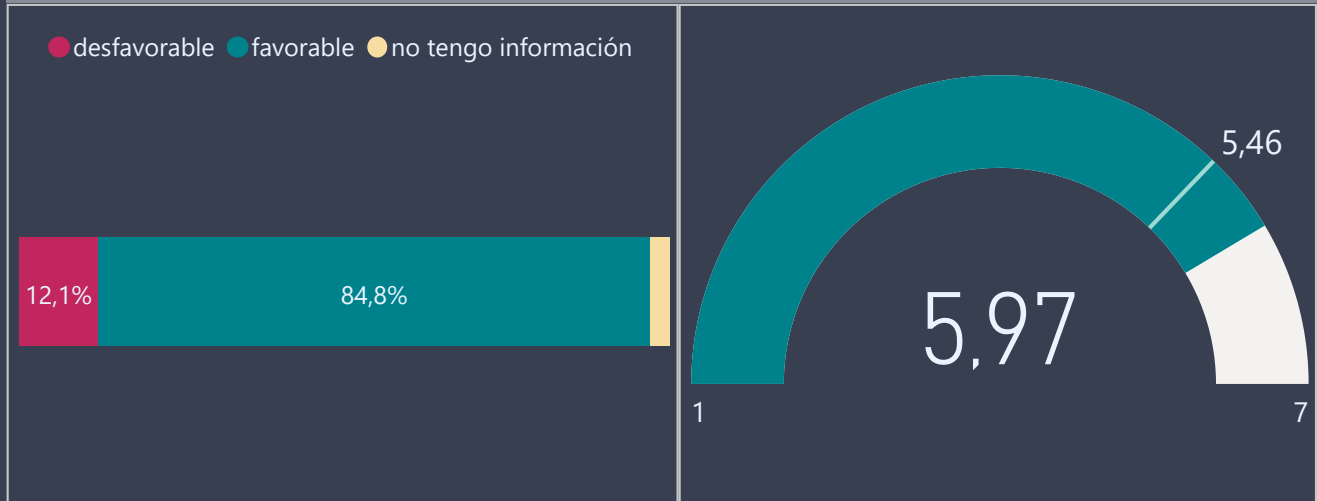 desfavorable favorable no tengo información
12,1% 84,8%
5,46
5,97
1 7